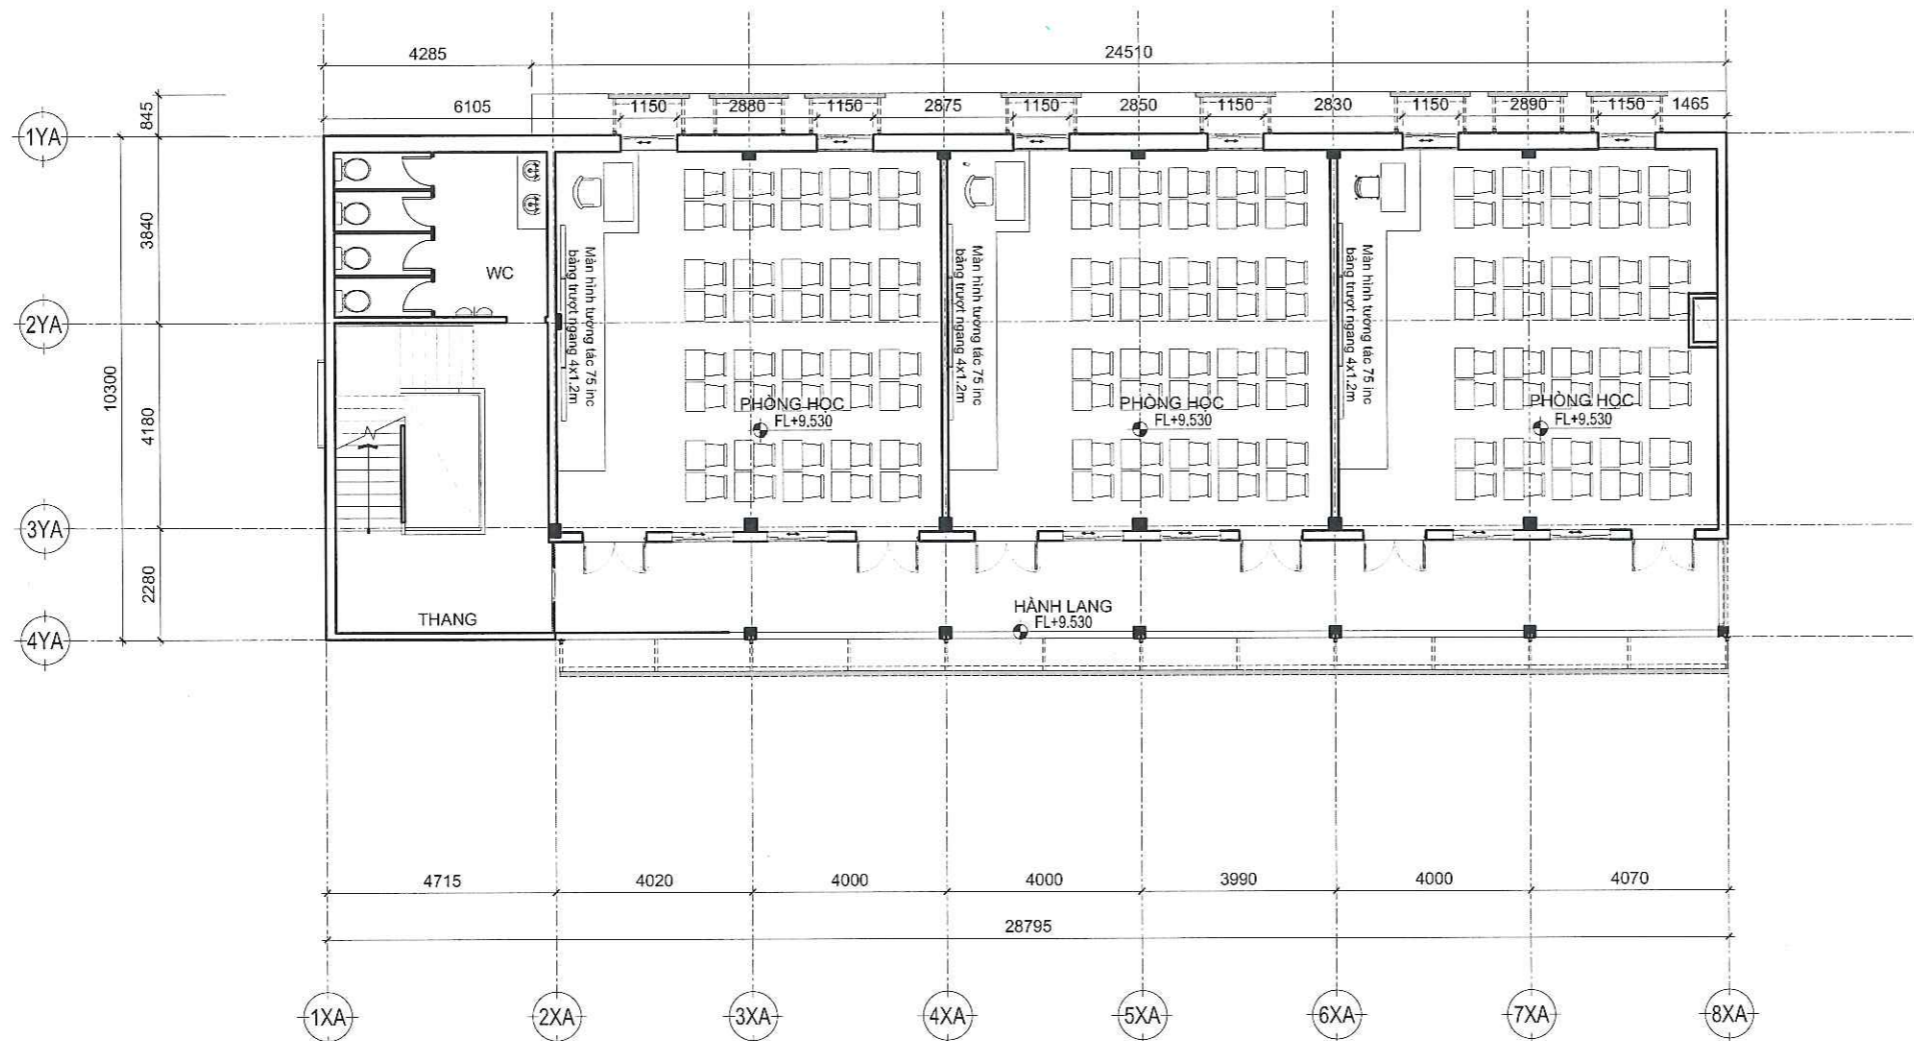 4285
24510
6105
1150
2880
1150
2875
1150
2850
1150
2830
1150
2890
1150
1465
845
3840
4180
2280
10300
1YA
2YA
3YA
4YA
WC
THANG
Màn hình tương tác 75 inc
bảng trượt ngang 4x1.2m
PHÒNG HỌC
FL+9.530
Màn hình tương tác 75 inc
bảng trượt ngang 4x1.2m
PHÒNG HỌC
FL+9.530
Màn hình tương tác 75 inc
bảng trượt ngang 4x1.2m
PHÒNG HỌC
FL+9.530
HÀNH LANG
FL+9.530
4715
4020
4000
4000
3990
4000
4070
28795
1XA
2XA
3XA
4XA
5XA
6XA
7XA
8XA